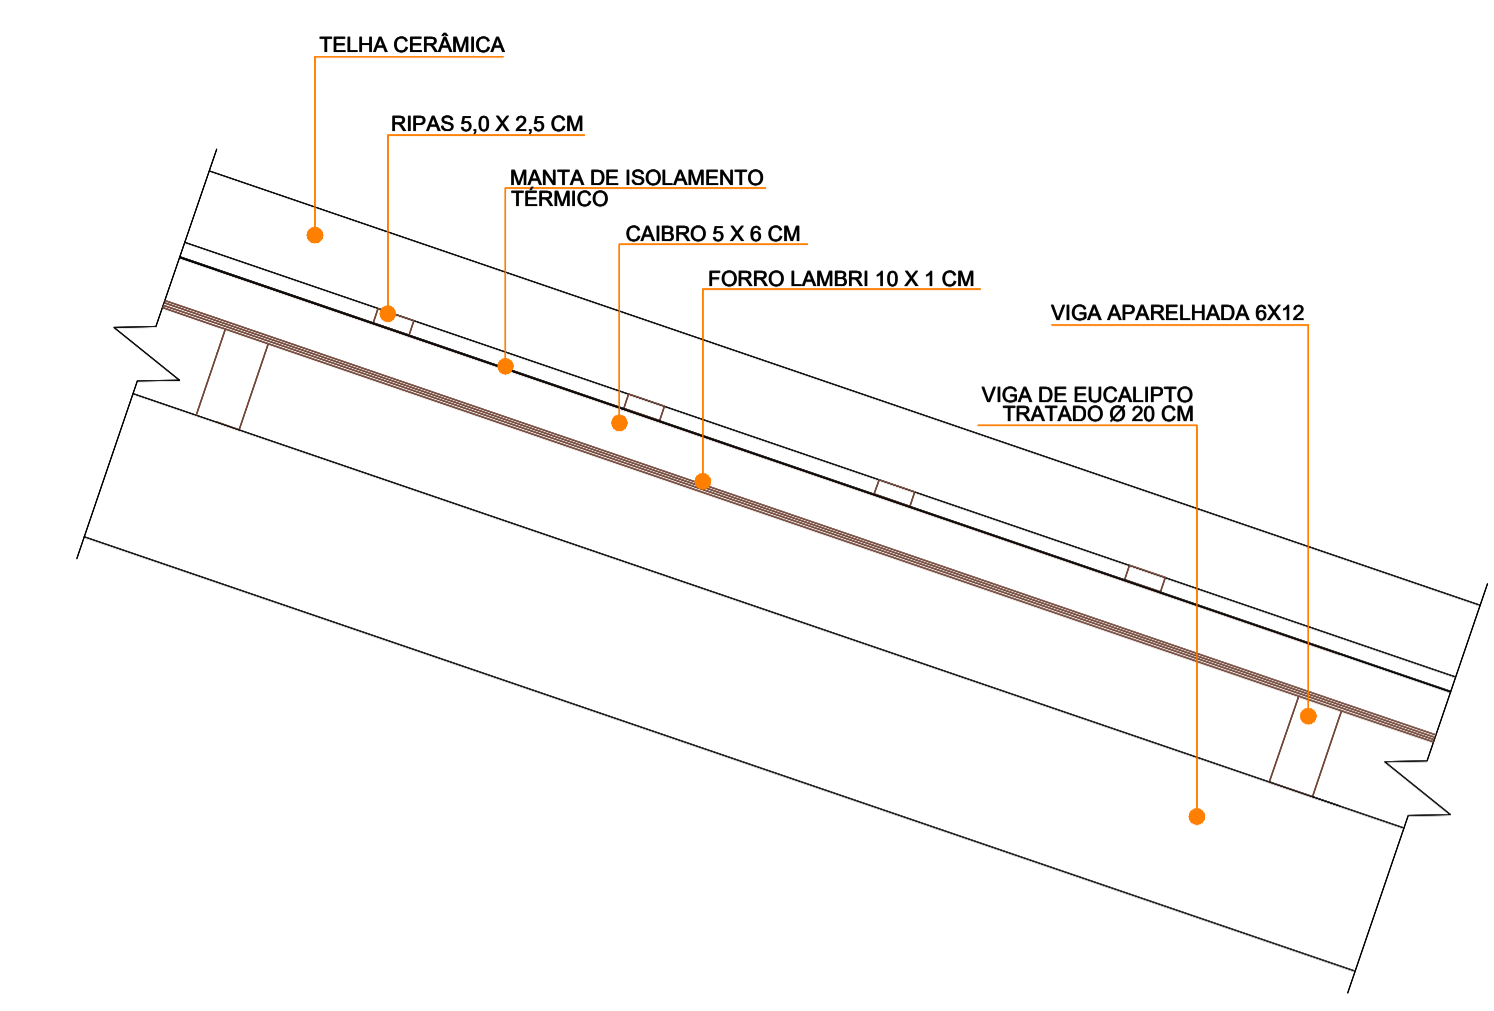 TELHA CERÂMICA
RIPAS 5,0 X 2,5 CM
MANTA DE ISOLAMENTO
TÉRMICO
CAIBRO 5 X 6 CM
FORRO LAMBRI 10 X 1 CM
VIGA APARELHADA 6X12
VIGA DE EUCALIPTO
TRATADO Ø 20 CM